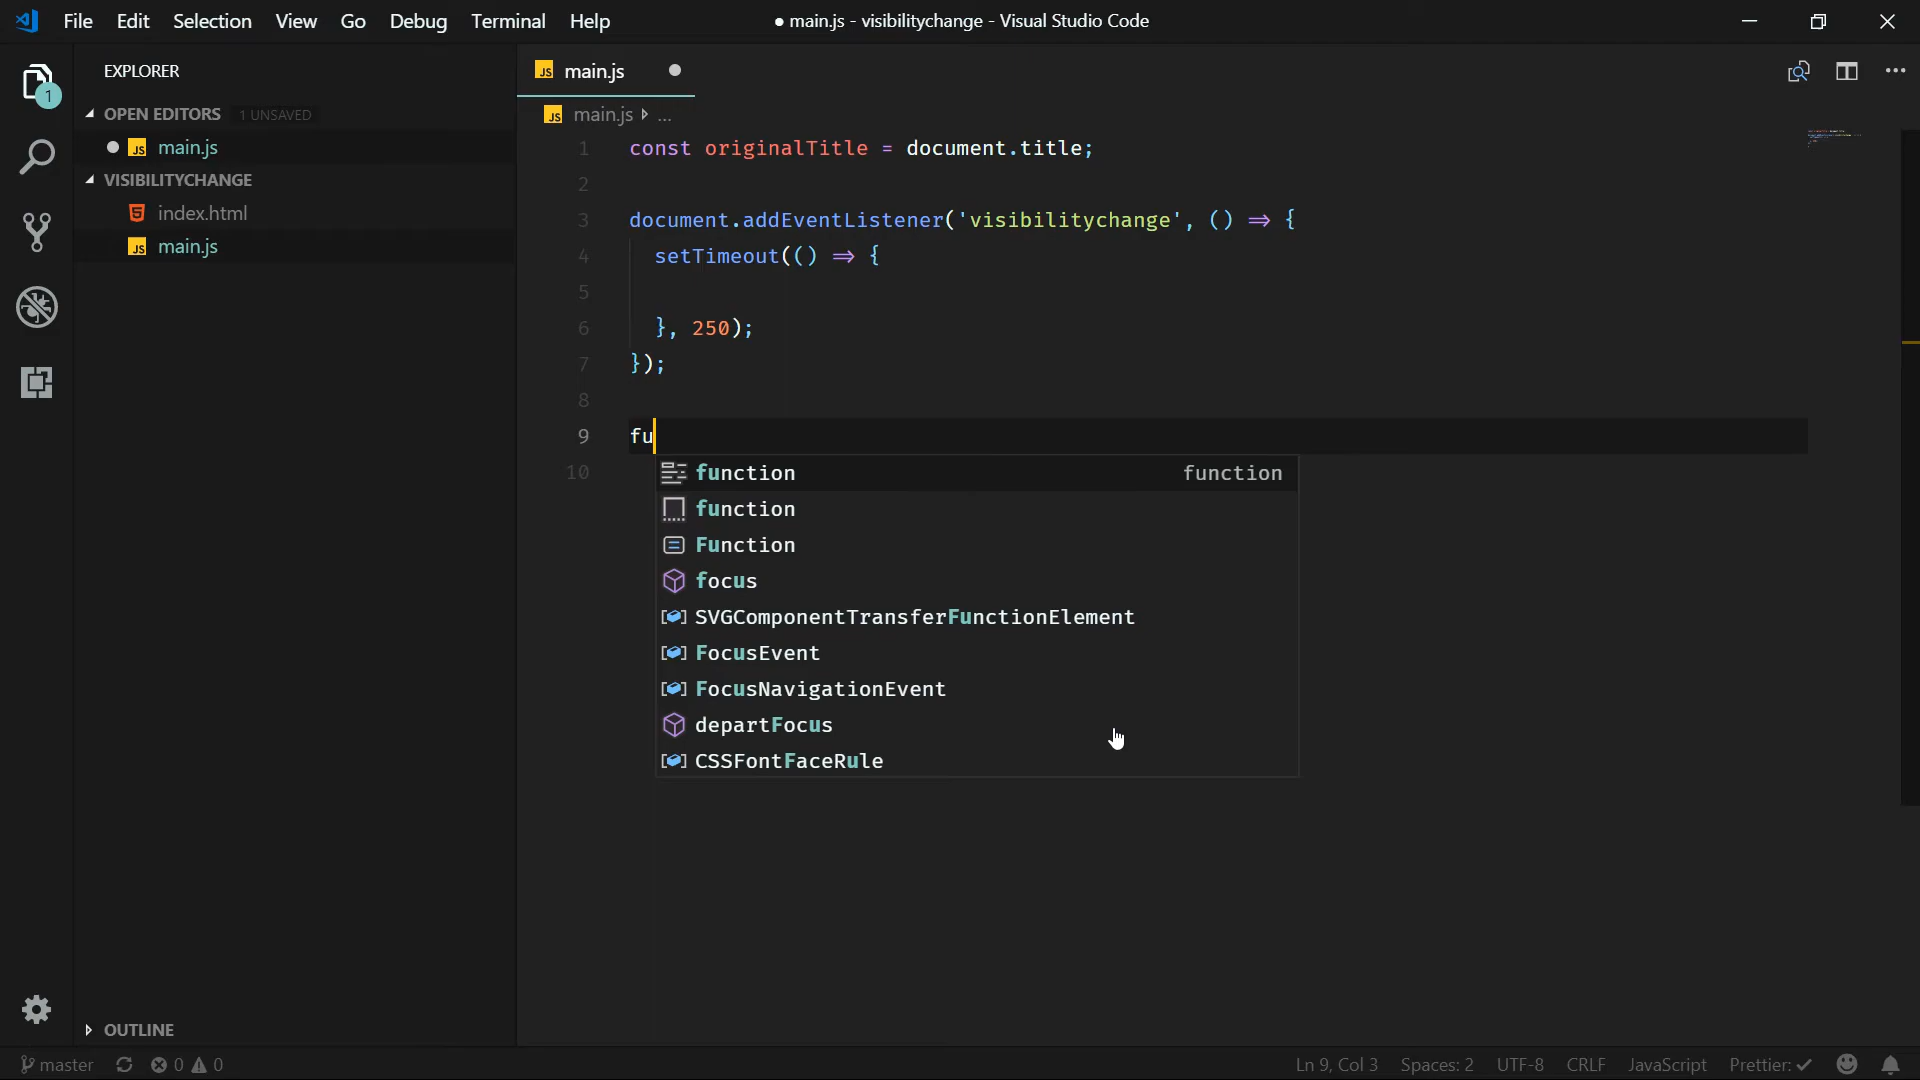 File Edit Selection View Go Debug Terminal Help
● main.js - visibilitychange - Visual Studio Code
EXPLORER
OPEN EDITORS 1 UNSAVED
main.js
VISIBILITYCHANGE
index.html
main.js
OUTLINE
1
main.js
main.js ...
1 const originalTitle = document.title;
2
3 document.addEventListener('visibilitychange', () => {
4 setTimeout(() => {
5
6 }, 250);
7 });
8
9 fu
10
function function
function
Function
focus
SVGComponentTransferFunctionElement
FocusEvent
FocusNavigationEvent
departFocus
CSSFontFaceRule
master 0 0
Ln 9, Col 3 Spaces: 2 UTF-8 CRLF JavaScript Prettier: ✓